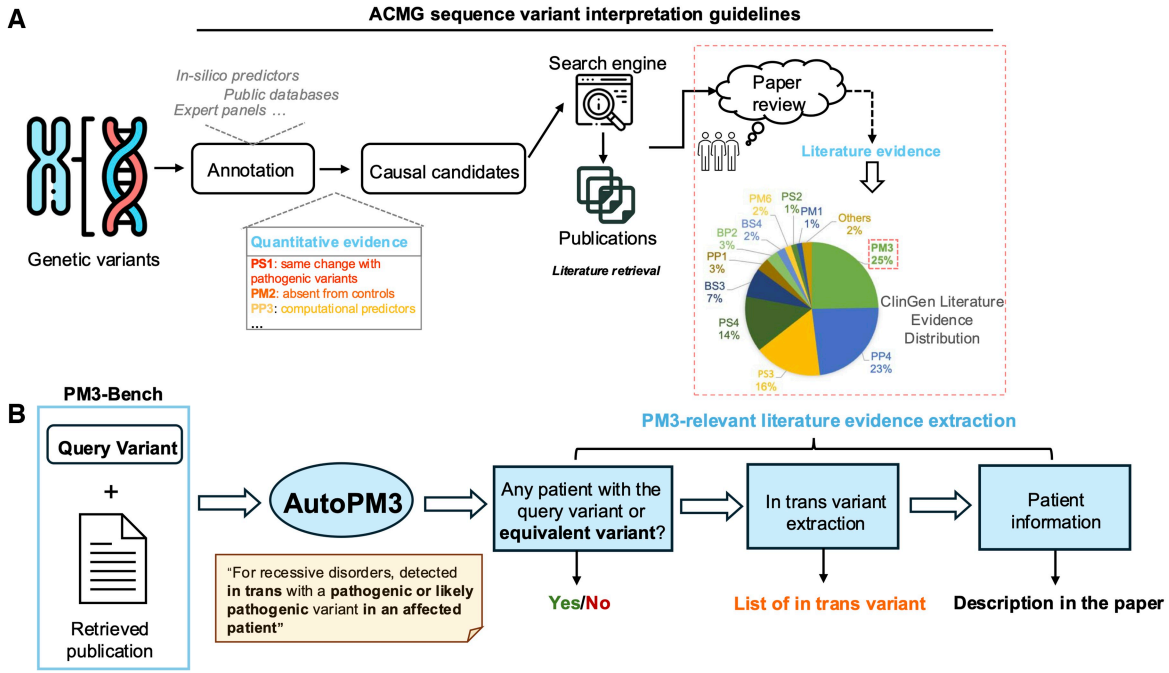 A
ACMG sequence variant interpretation guidelines
In-silico predictors
Public databases
Expert panels ...
Genetic variants
Annotation
Causal candidates
Quantitative evidence
PS1: same change with
pathogenic variants
PM2: absent from controls
PP3: computational predictors
...
Search engine
Publications
Literature retrieval
Paper
review
Literature evidence
PM6
2%
PS2
1%
PM1
1%
Others
2%
BS4
2%
BP2
3%
PP1
3%
BS3
7%
PS4
14%
PS3
16%
PP4
23%
PM3
25%
ClinGen Literature
Evidence
Distribution
B
PM3-Bench
Query Variant
+
Retrieved
publication
AutoPM3
"For recessive disorders, detected
in trans with a pathogenic or likely
pathogenic variant in an affected
patient"
PM3-relevant literature evidence extraction
Any patient with the
query variant or
equivalent variant?
Yes/No
In trans variant
extraction
List of in trans variant
Patient
information
Description in the paper